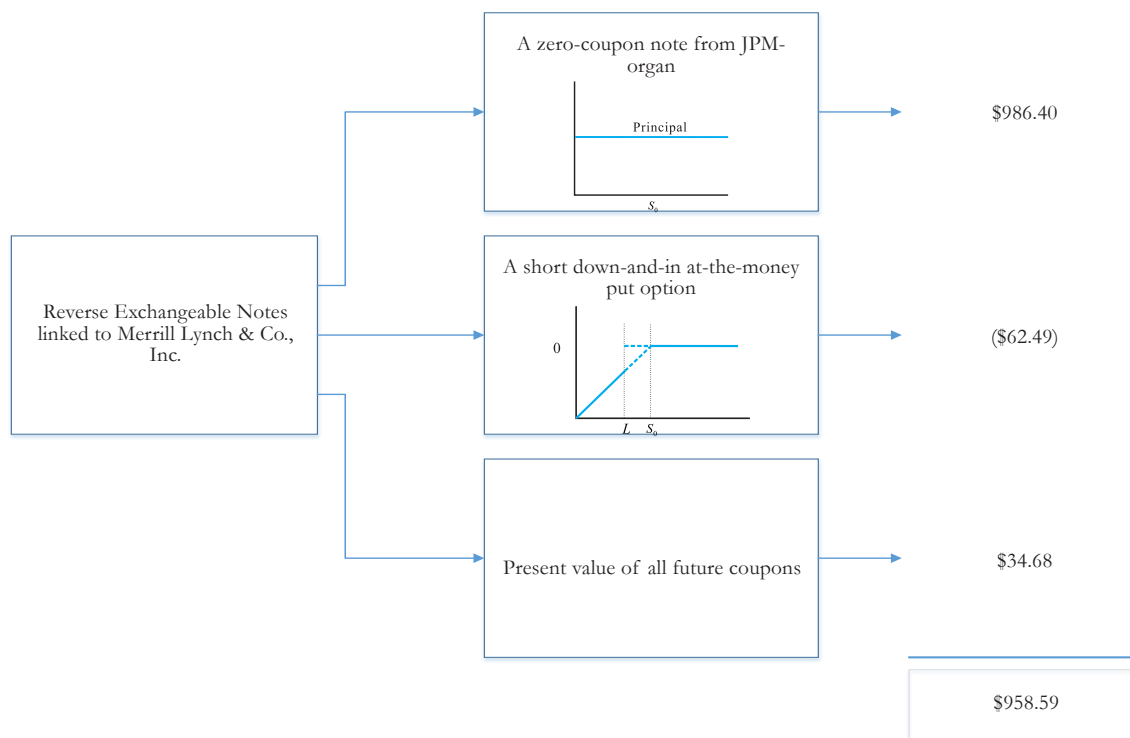 A zero-coupon note from JPM-
organ
Principal
S₀
$986.40
Reverse Exchangeable Notes
linked to Merrill Lynch & Co.,
Inc.
A short down-and-in at-the-money
put option
0
L S₀
($62.49)
Present value of all future coupons
$34.68
$958.59